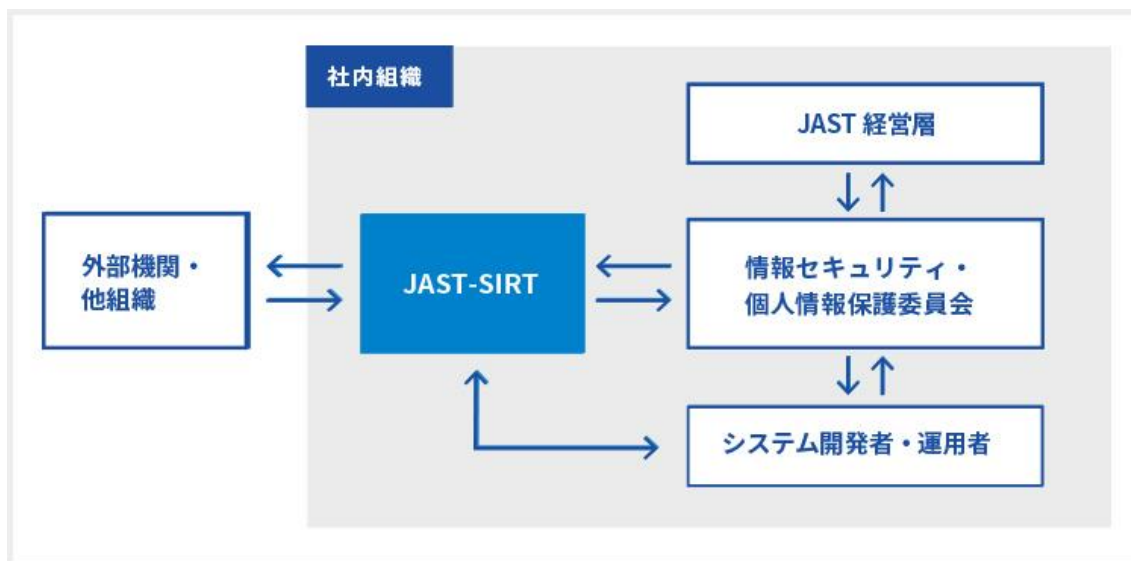 社内組織
JAST 経営層
外部機関・
他組織
JAST-SIRT
情報セキュリティ・
個人情報保護委員会
システム開発者・運用者